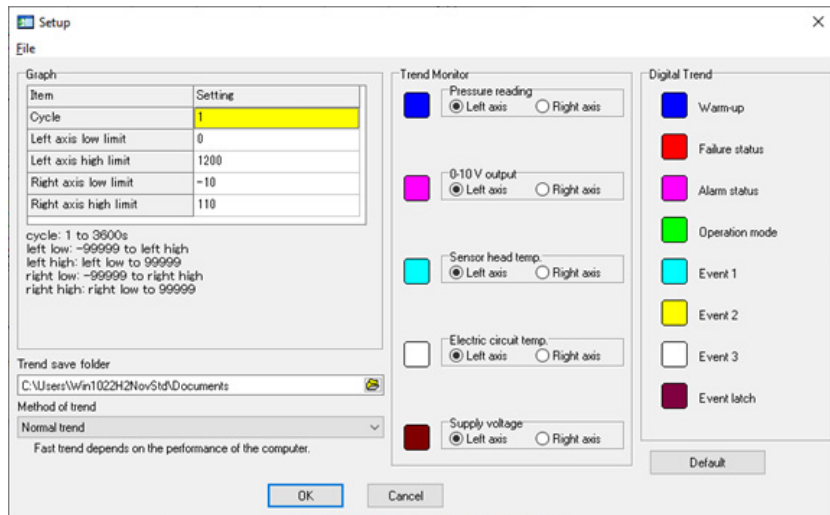 Setup
File
Graph
Item Setting
Cycle 1
Left axis low limit 0
Left axis high limit 1200
Right axis low limit -10
Right axis high limit 110
cycle: 1 to 3600s
left low: -99999 to left high
left high: left low to 99999
right low: -99999 to right high
right high: right low to 99999
Trend save folder
C:\Users\Win1022H2NovStd\Documents
Method of trend
Normal trend
Fast trend depends on the performance of the computer.
Trend Monitor
Pressure reading
Left axis Right axis
0-10 V output
Left axis Right axis
Sensor head temp.
Left axis Right axis
Electric circuit temp.
Left axis Right axis
Supply voltage
Left axis Right axis
Digital Trend
Warm-up
Failure status
Alarm status
Operation mode
Event 1
Event 2
Event 3
Event latch
Default
OK Cancel